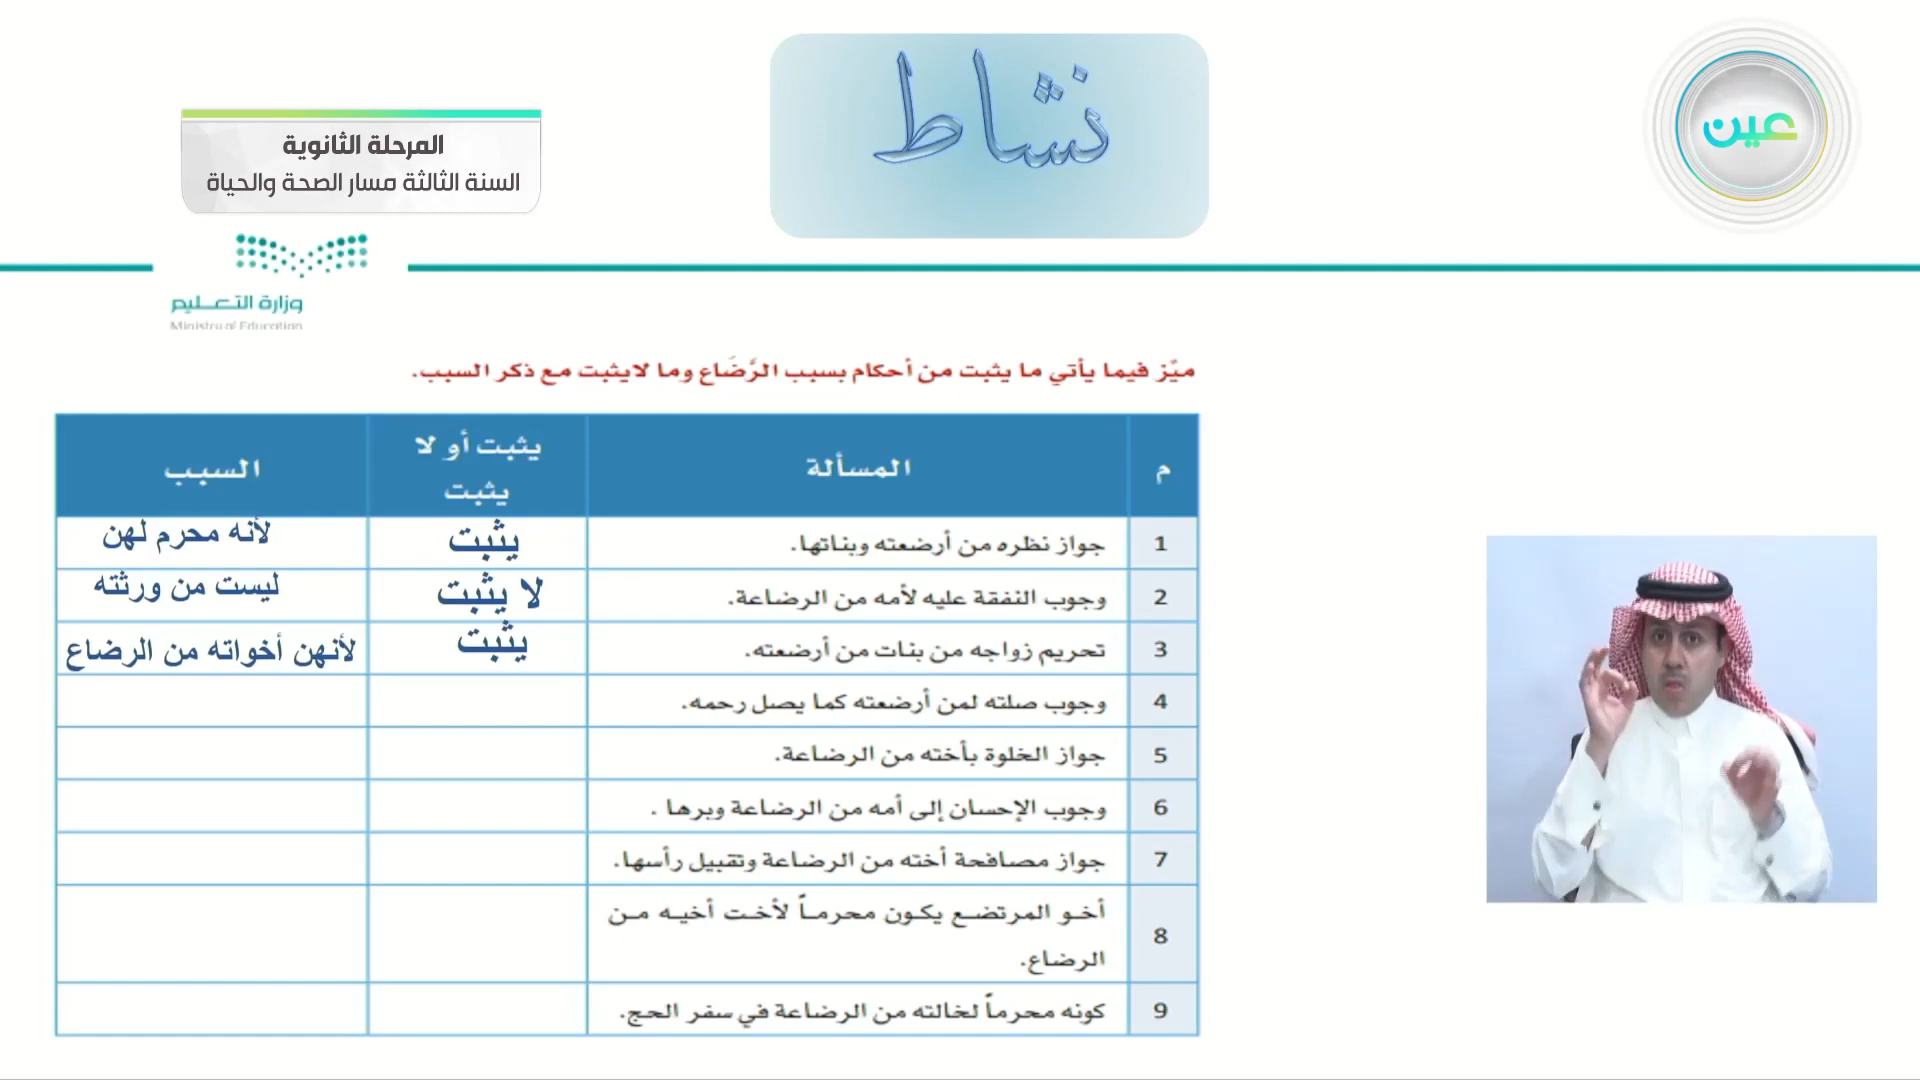 نشاط
عين
المرحلة الثانوية
السنة الثالثة مسار الصحة والحياة
وزارة التعليم
Ministry of Education
ميّز فيما يأتي ما يثبت من أحكام بسبب الرَّضَاع وما لايثبت مع ذكر السبب.
م المسألة يثبت أو لا يثبت السبب
1 جواز نظره من أرضعته وبناتها. يثبت لأنه محرم لهن
2 وجوب النفقة عليه لأمه من الرضاعة. لا يثبت ليست من ورثته
3 تحريم زواجه من بنات من أرضعته. يثبت لأنهن أخواته من الرضاع
4 وجوب صلته لمن أرضعته كما يصل رحمه.
5 جواز الخلوة بأخته من الرضاعة.
6 وجوب الإحسان إلى أمه من الرضاعة وبرها .
7 جواز مصافحة أخته من الرضاعة وتقبيل رأسها.
8 أخو المرتضع يكون محرماً لأخت أخيه من
الرضاع.
9 كونه محرماً لخالته من الرضاعة في سفر الحج.